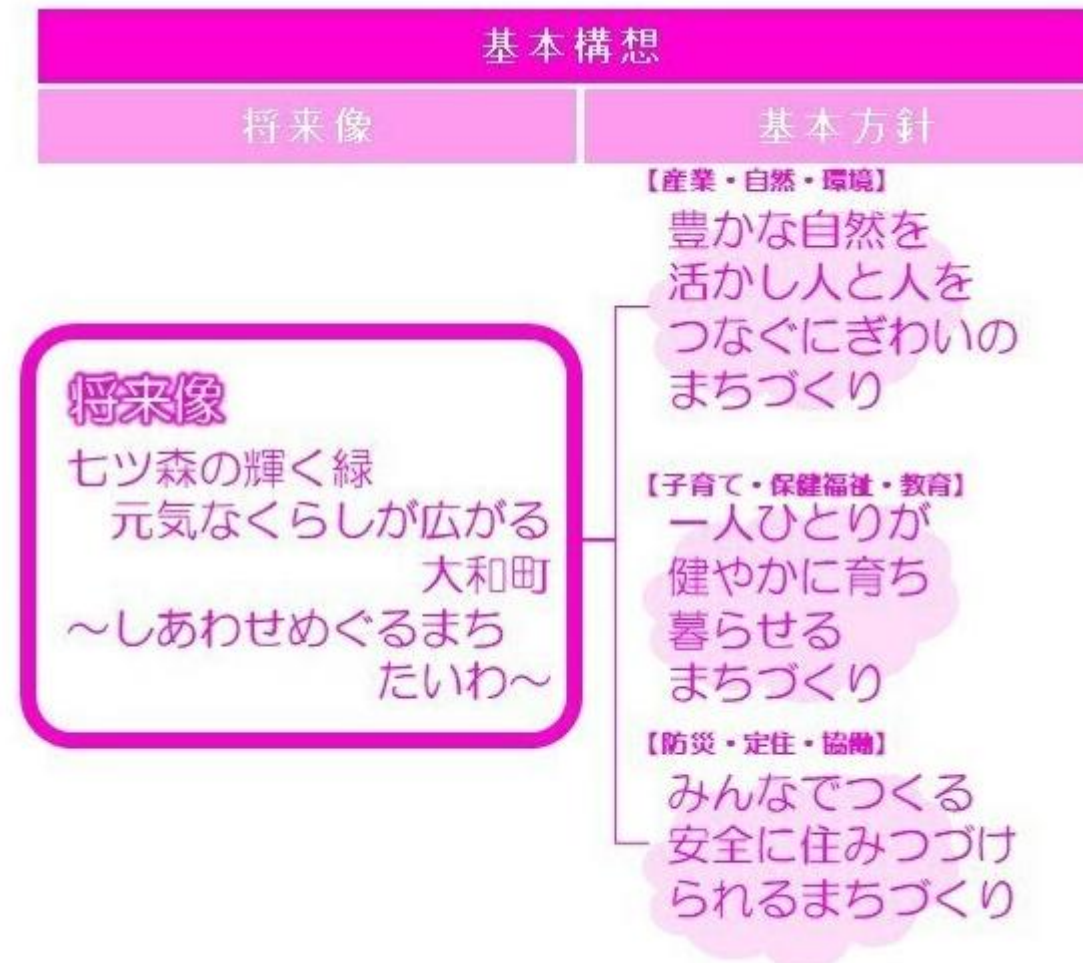 基本構想
将来像
基本方針
将来像
七ツ森の輝く緑
元気なくらしが広がる
大和町
～しあわせめぐるまち
たいわ～
【産業・自然・環境】
豊かな自然を
活かし人と人を
つなぐにぎわいの
まちづくり
【子育て・保健福祉・教育】
一人ひとりが
健やかに育ち
暮らせる
まちづくり
【防災・定住・協働】
みんなでつくる
安全に住みつづけ
られるまちづくり